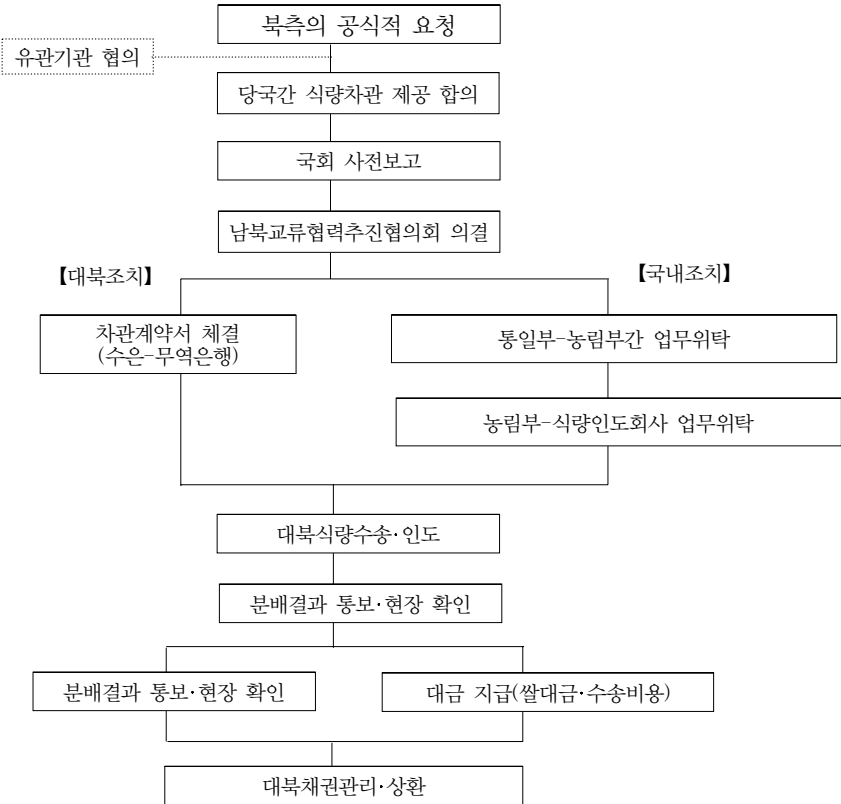 북측의 공식적 요청
유관기관 협의
당국간 식량차관 제공 합의
국회 사전보고
남북교류협력추진협의회 의결
【대북조치】
【국내조치】
차관계약서 체결
(수은-무역은행)
통일부-농림부간 업무위탁
농림부-식량인도회사 업무위탁
대북식량수송·인도
분배결과 통보·현장 확인
분배결과 통보·현장 확인
대금 지급(쌀대금·수송비용)
대북채권관리·상환